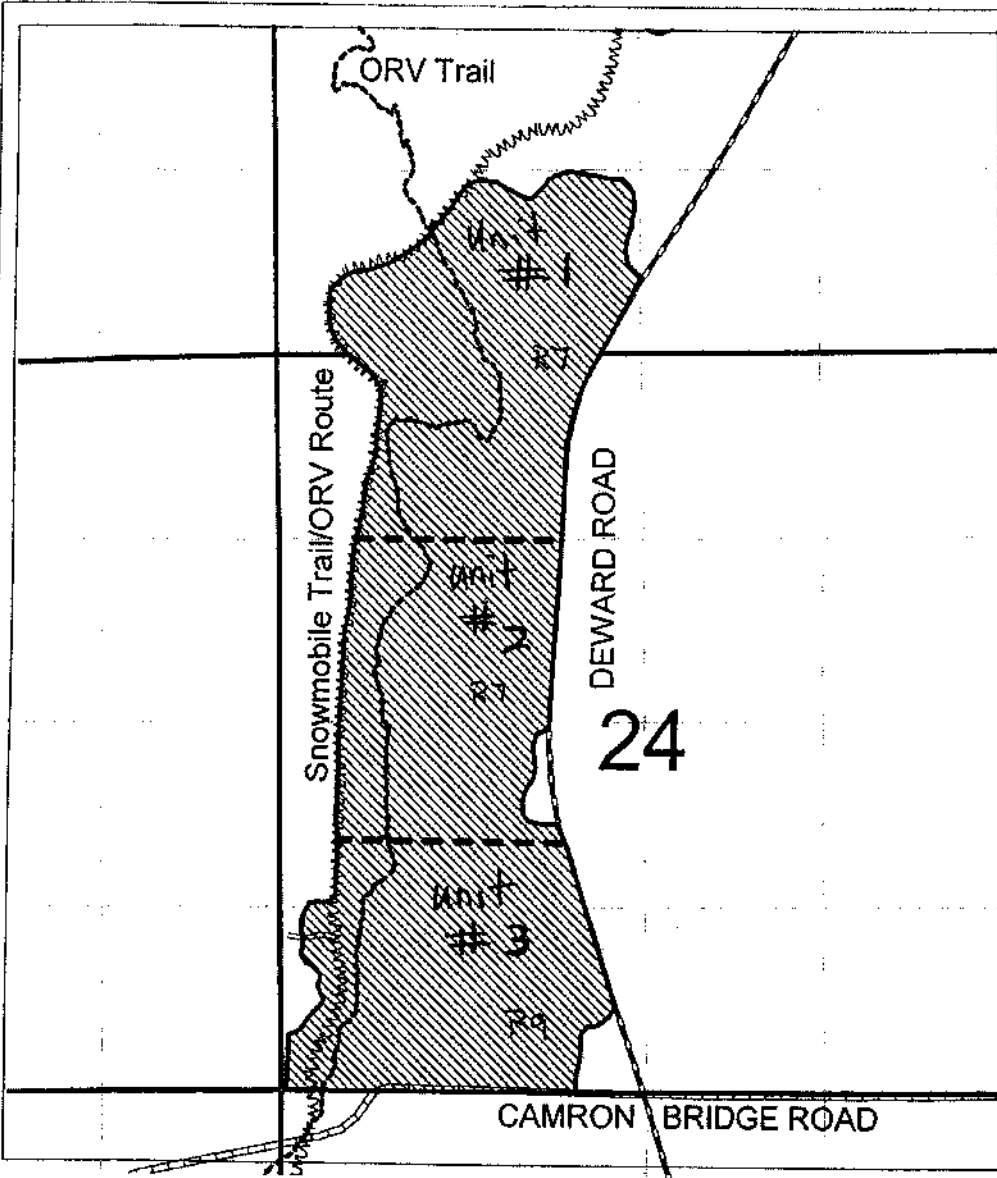 ORV Trail
Unit
# 1
R7
Snowmobile Trail/ORV Route
Unit
# 2
R7
DEWARD ROAD
24
Unit
# 3
R9
CAMRON BRIDGE ROAD